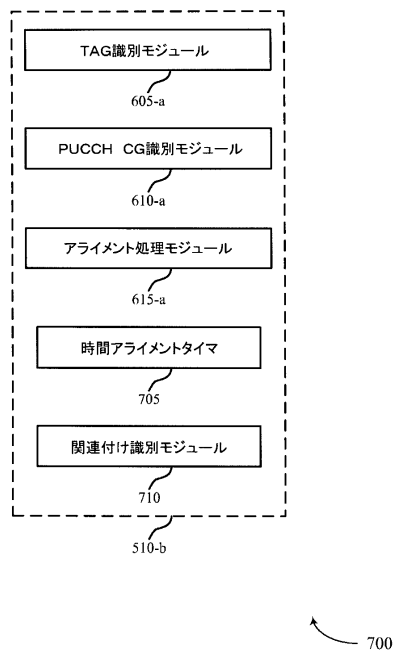 TAG識別モジュール
605-a
PUCCH CG識別モジュール
610-a
アライメント処理モジュール
615-a
時間アライメントタイマ
705
関連付け識別モジュール
710
510-b
700